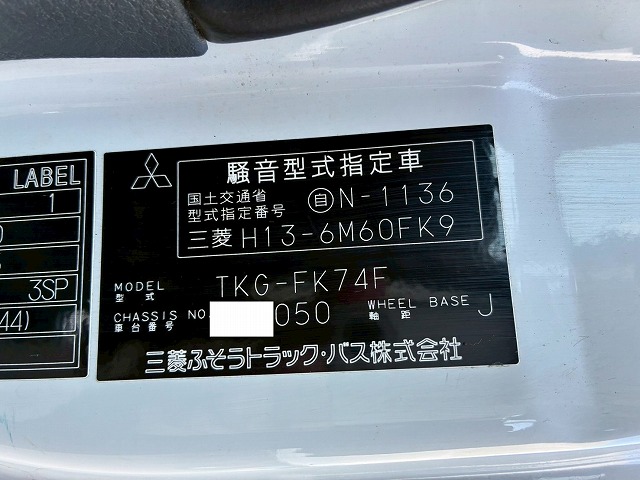 LABEL
1
3SP
44)
騒音型式指定車
国土交通省
型式指定番号 自N-1136
三菱 H13-6M60FK9
MODEL
型式 TKG-FK74F
CHASSIS NO. 050 WHEEL BASE J
車台番号 軸距
三菱ふそうトラック・バス株式会社